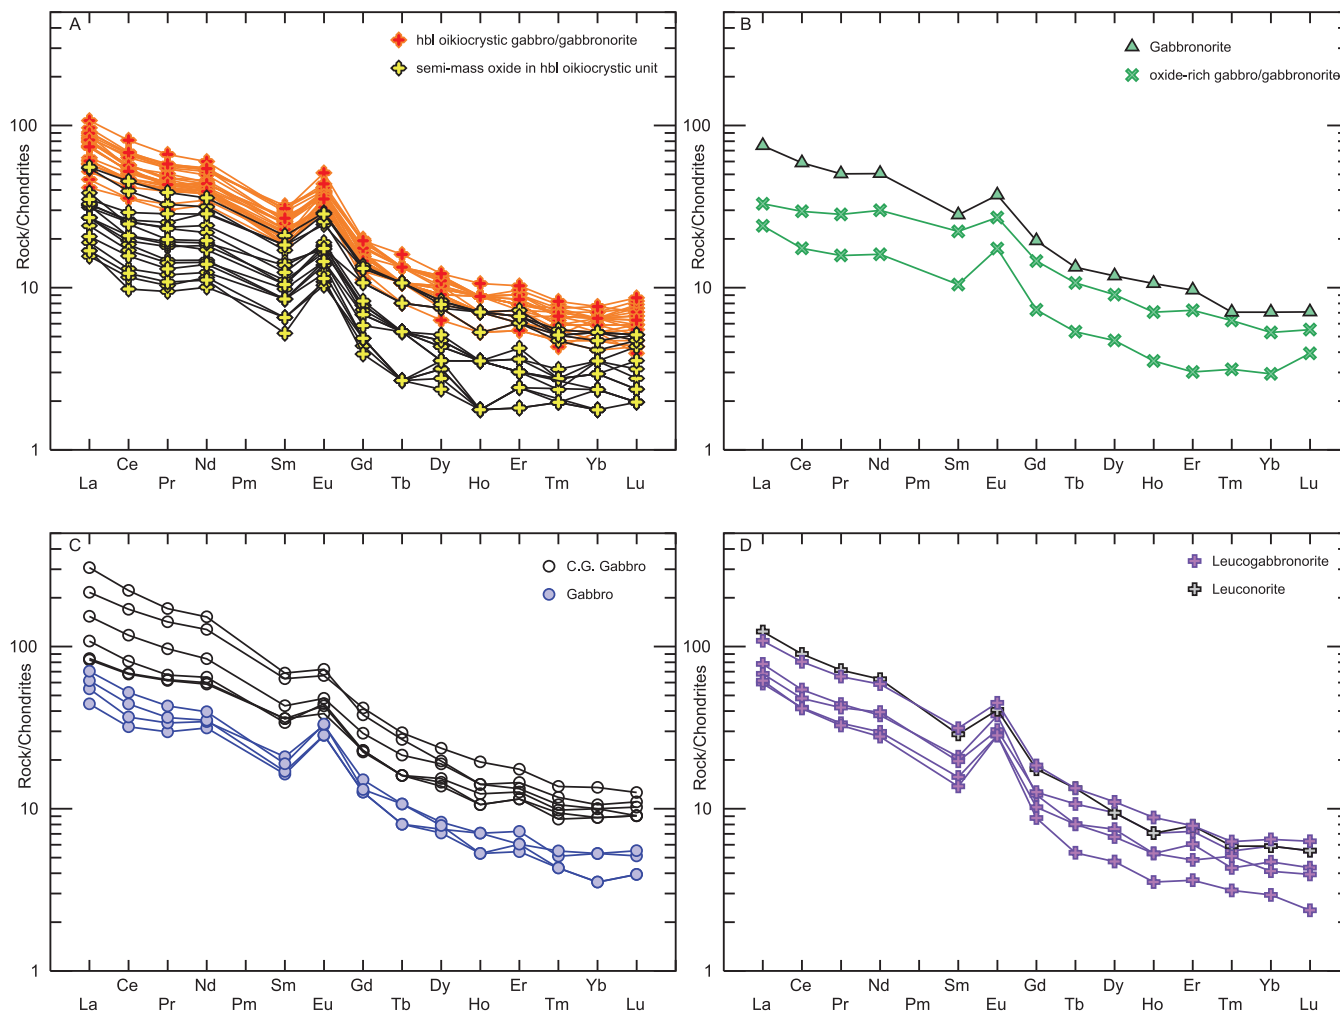 A
hbl oikiocrystic gabbro/gabbronorite
semi-mass oxide in hbl oikiocrystic unit
100
10
1
Rock/Chondrites
Ce Nd Sm Gd Dy Er Yb
La Pr Pm Eu Tb Ho Tm Lu
B
Gabbronorite
oxide-rich gabbro/gabbronorite
100
10
1
Rock/Chondrites
Ce Nd Sm Gd Dy Er Yb
La Pr Pm Eu Tb Ho Tm Lu
C
C.G. Gabbro
Gabbro
100
10
1
Rock/Chondrites
Ce Nd Sm Gd Dy Er Yb
La Pr Pm Eu Tb Ho Tm Lu
D
Leucogabbronorite
Leuconorite
100
10
1
Rock/Chondrites
Ce Nd Sm Gd Dy Er Yb
La Pr Pm Eu Tb Ho Tm Lu